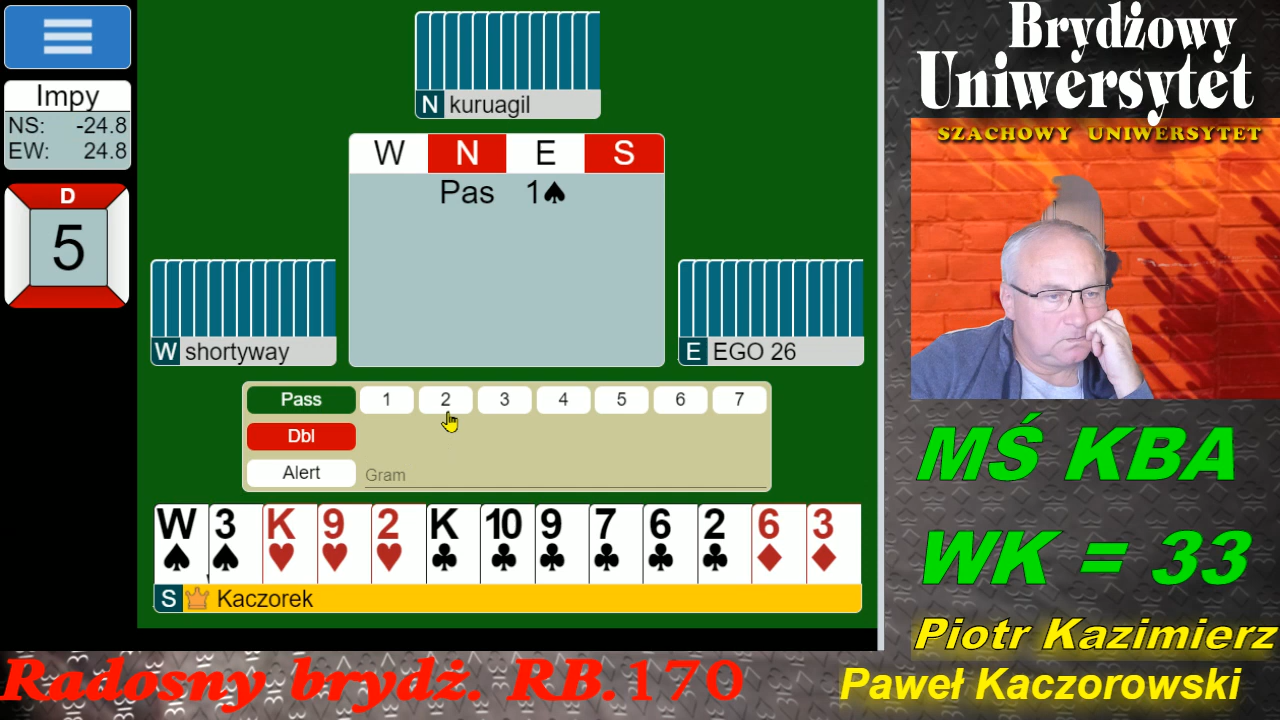 Impy
NS: -24.8
EW: 24.8
D
5
N kuruagil
W N E S
Pas 1♠
W shortyway
E EGO 26
Pass 1 2 3 4 5 6 7
Dbl
Alert Gram
W♠ 3♠ K♥ 9♥ 2♥ K♣ 10♣ 9♣ 7♣ 6♣ 2♣ 6♦ 3♦
S Kaczorek
Brydżowy
Uniwersytet
SZACHOWY UNIWERSYTET
MŚ KBA
WK = 33
Piotr Kazimierz
Paweł Kaczorowski
Radosny brydż. RB.170